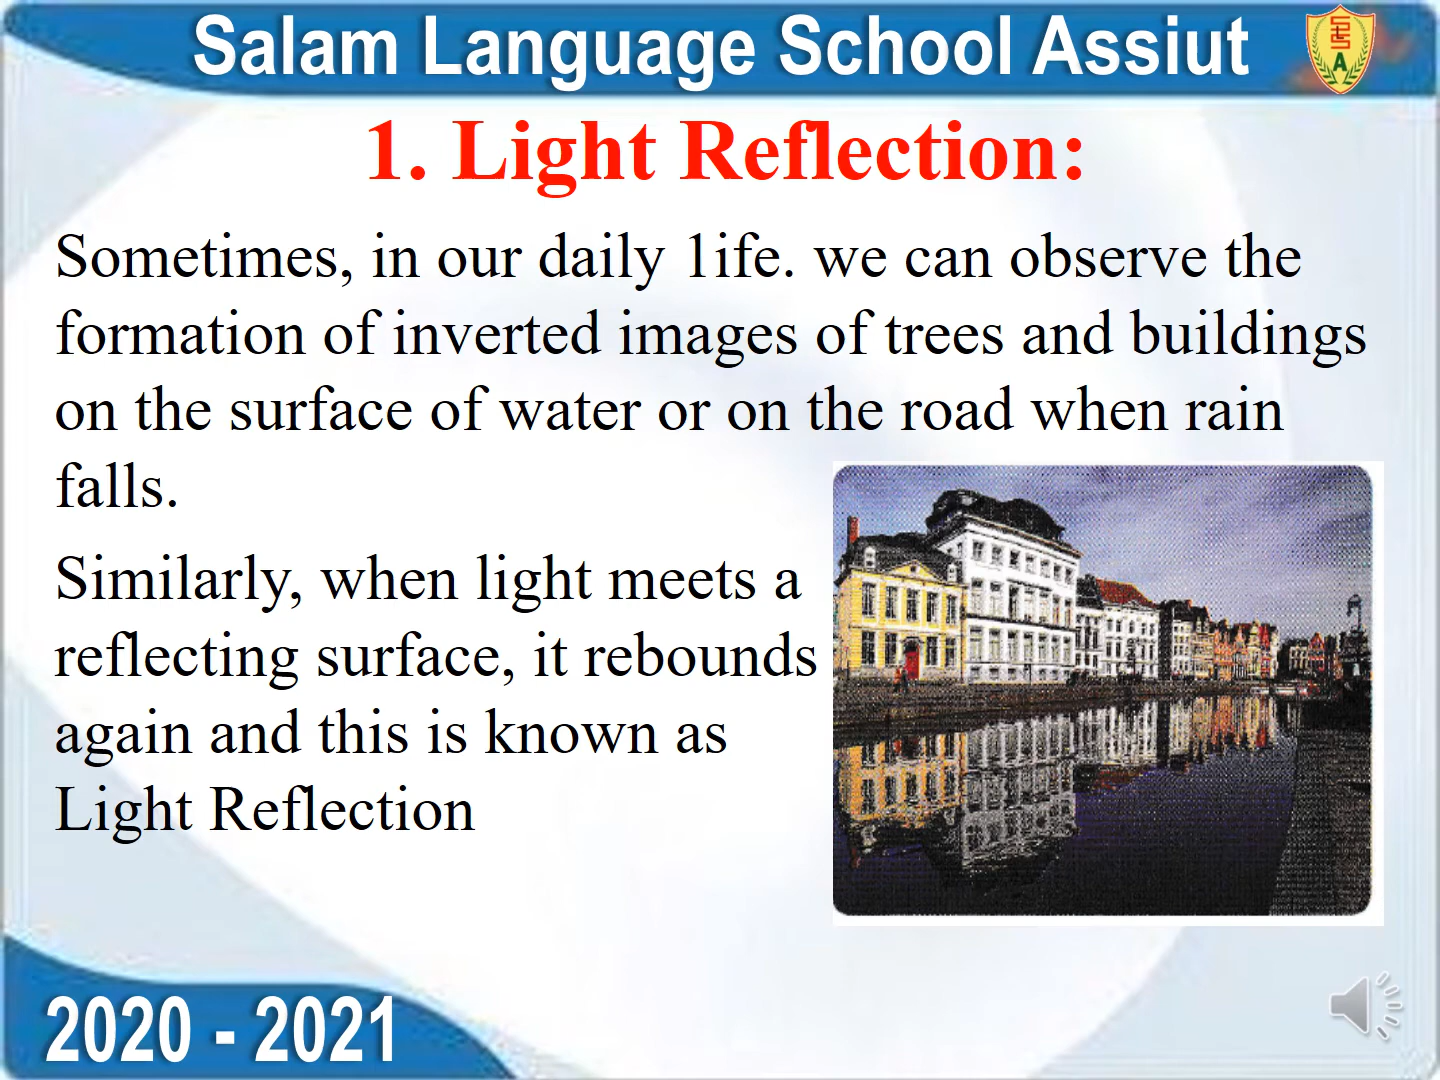 Salam Language School Assiut
SLS
A
1. Light Reflection:
Sometimes, in our daily 1ife. we can observe the
formation of inverted images of trees and buildings
on the surface of water or on the road when rain
falls.
Similarly, when light meets a
reflecting surface, it rebounds
again and this is known as
Light Reflection
2020 - 2021